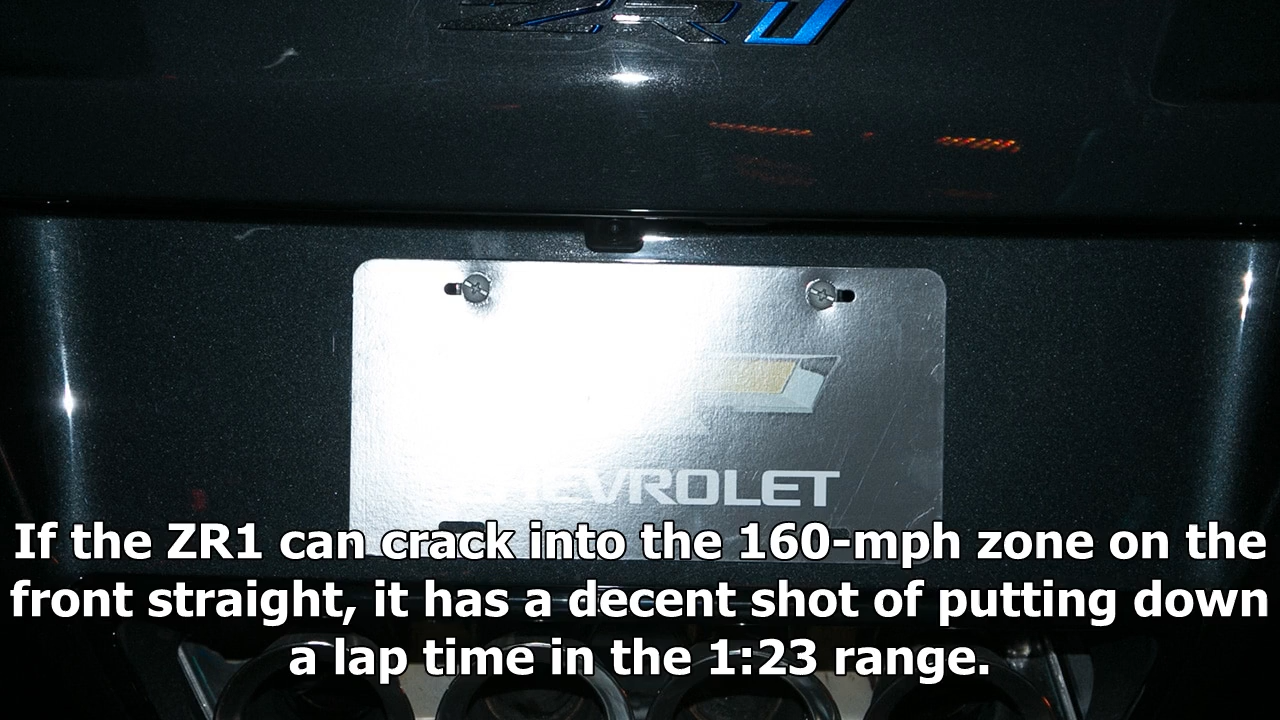 ZR1
CHEVROLET
If the ZR1 can crack into the 160-mph zone on the
front straight, it has a decent shot of putting down
a lap time in the 1:23 range.